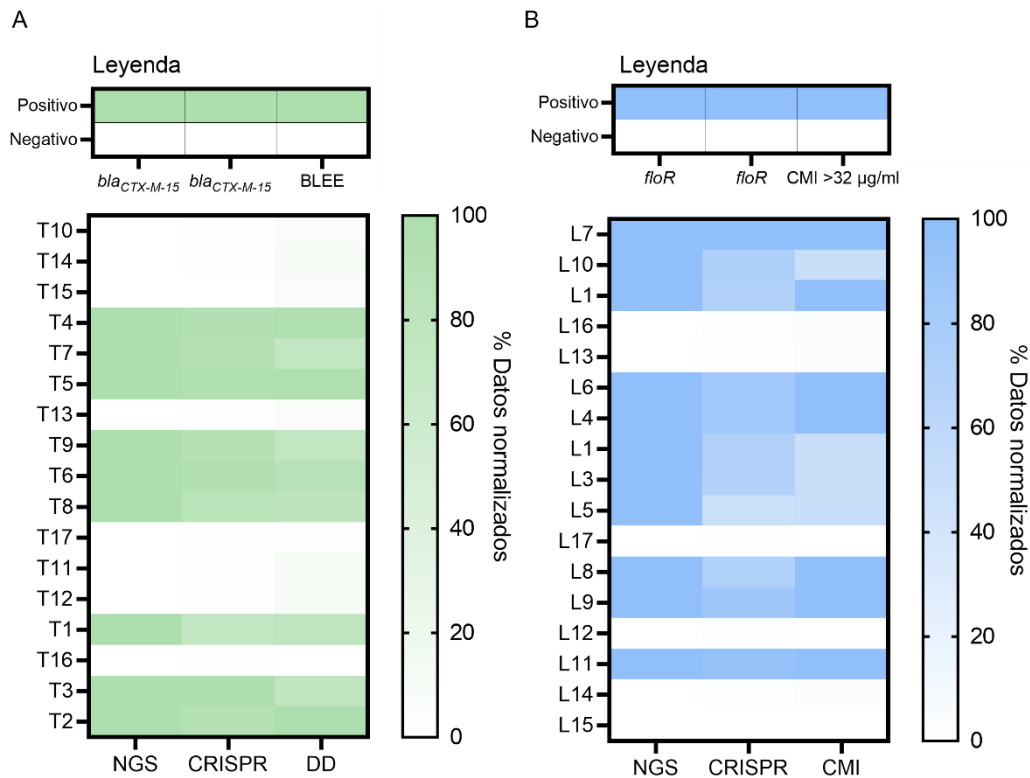 A
Leyenda
Positivo
Negativo
blaCTX-M-15 blaCTX-M-15 BLEE
T10
T14
T15
T4
T7
T5
T13
T9
T6
T8
T17
T11
T12
T1
T16
T3
T2
NGS CRISPR DD
100
80
60
40
20
0
% Datos normalizados
B
Leyenda
Positivo
Negativo
floR floR CMI >32 µg/ml
L7
L10
L1
L16
L13
L6
L4
L1
L3
L5
L17
L8
L9
L12
L11
L14
L15
NGS CRISPR CMI
100
80
60
40
20
0
% Datos normalizados